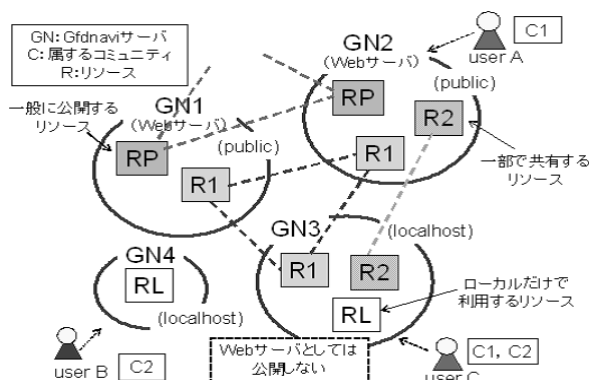 GN: Gfdnaviサーバ
C: 属するコミュニティ
R:リソース
GN2
(Webサーバ)
C1
user A
(public)
RP
R2
R1
一般に公開する
リソース
GN1
(Webサーバ)
(public)
RP
R1
一部で共有する
リソース
GN3
(localhost)
R1
R2
RL
GN4
RL
(localhost)
ローカルだけで
利用するリソース
Webサーバとしては
公開しない
user B
C2
C1, C2
user C